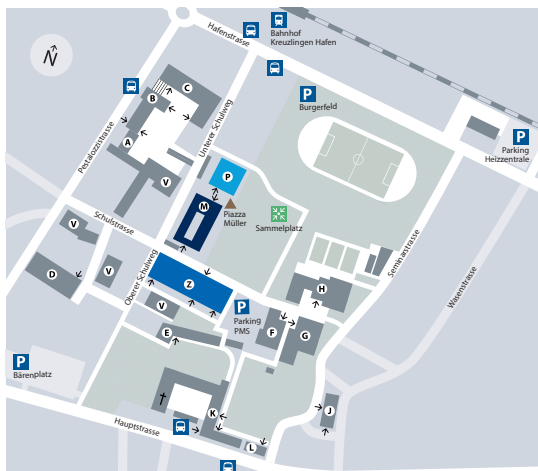 Hafenstrasse
Bahnhof
Kreuzlingen Hafen
N
C
B
P
Burgerfeld
Unterer Schulweg
Pestalozzistrasse
A
P
Parking
Heizzentrale
V
P
M
Piazza
Müller
Sammelplatz
Schulstrasse
V
Seminarstrasse
Wasenstrasse
D
V
Oberer Schulweg
Z
H
V
P
Parking
PMS
E
F
G
P
Bärenplatz
K
J
Hauptstrasse
L